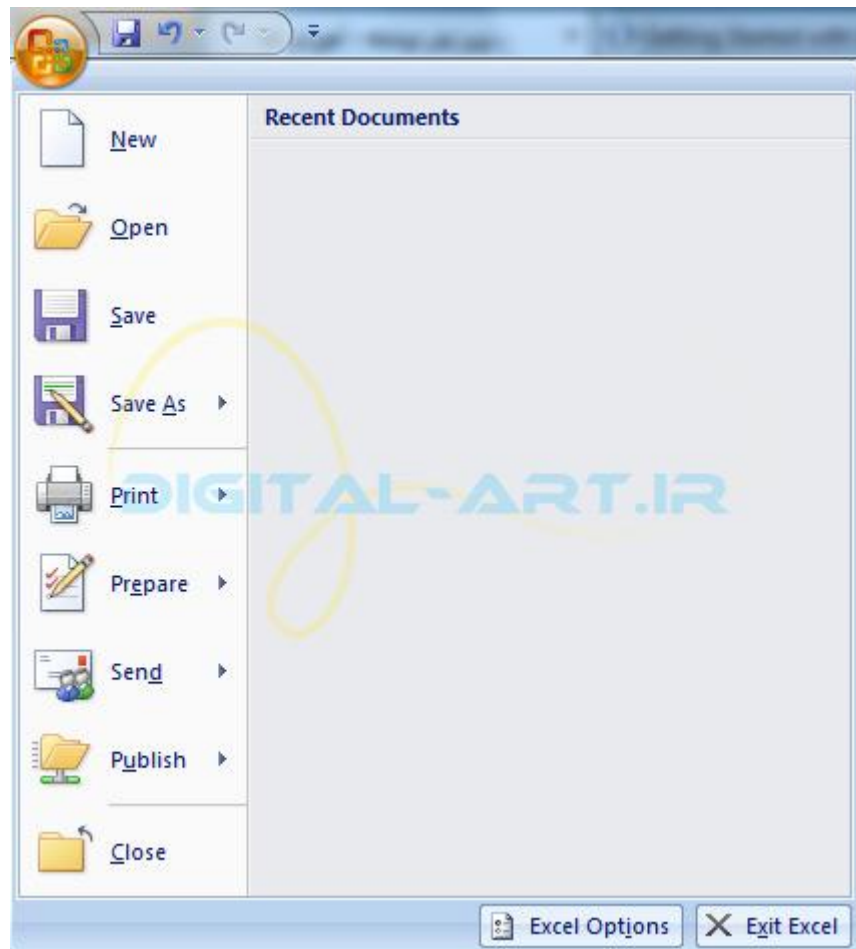 Recent Documents
New
Open
Save
Save As
Print
Prepare
Send
Publish
Close
DIGITAL-ART.IR
Excel Options
Exit Excel